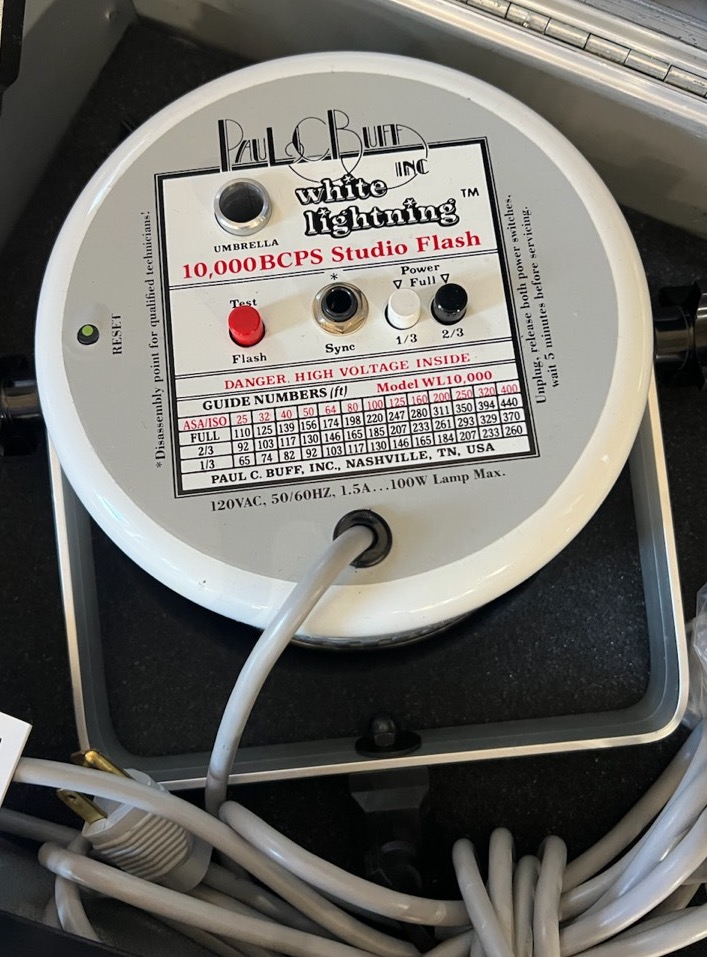 PAUL C BUFF INC
white
lightning™
UMBRELLA
10,000BCPS Studio Flash
*
Power
▽ Full ▽
Test
Flash
Sync
1/3
2/3
RESET
*Disassembly point for qualified technicians!
Unplug, release both power switches,
wait 5 minutes before servicing.
DANGER. HIGH VOLTAGE INSIDE
GUIDE NUMBERS (ft) Model WL10,000
ASA/ISO 25 32 40 50 64 80 100 125 160 200 250 320 400
FULL 110 125 139 156 174 198 220 247 280 311 350 394 440
2/3 92 103 117 130 146 165 185 207 233 261 293 329 370
1/3 65 74 82 92 103 117 130 146 165 184 207 233 260
PAUL C. BUFF, INC., NASHVILLE, TN, USA
120VAC, 50/60HZ, 1.5A...100W Lamp Max.